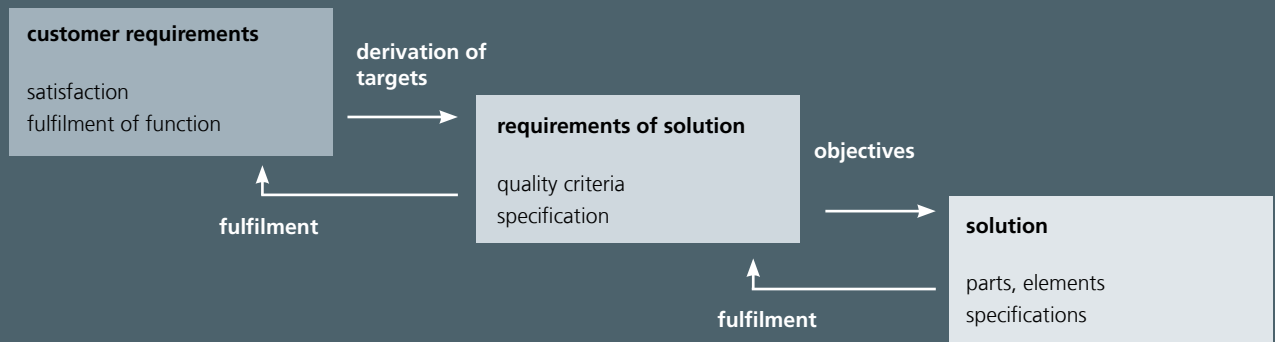 customer requirements
satisfaction
fulfilment of function
derivation of
targets
requirements of solution
quality criteria
specification
fulfilment
objectives
solution
parts, elements
specifications
fulfilment